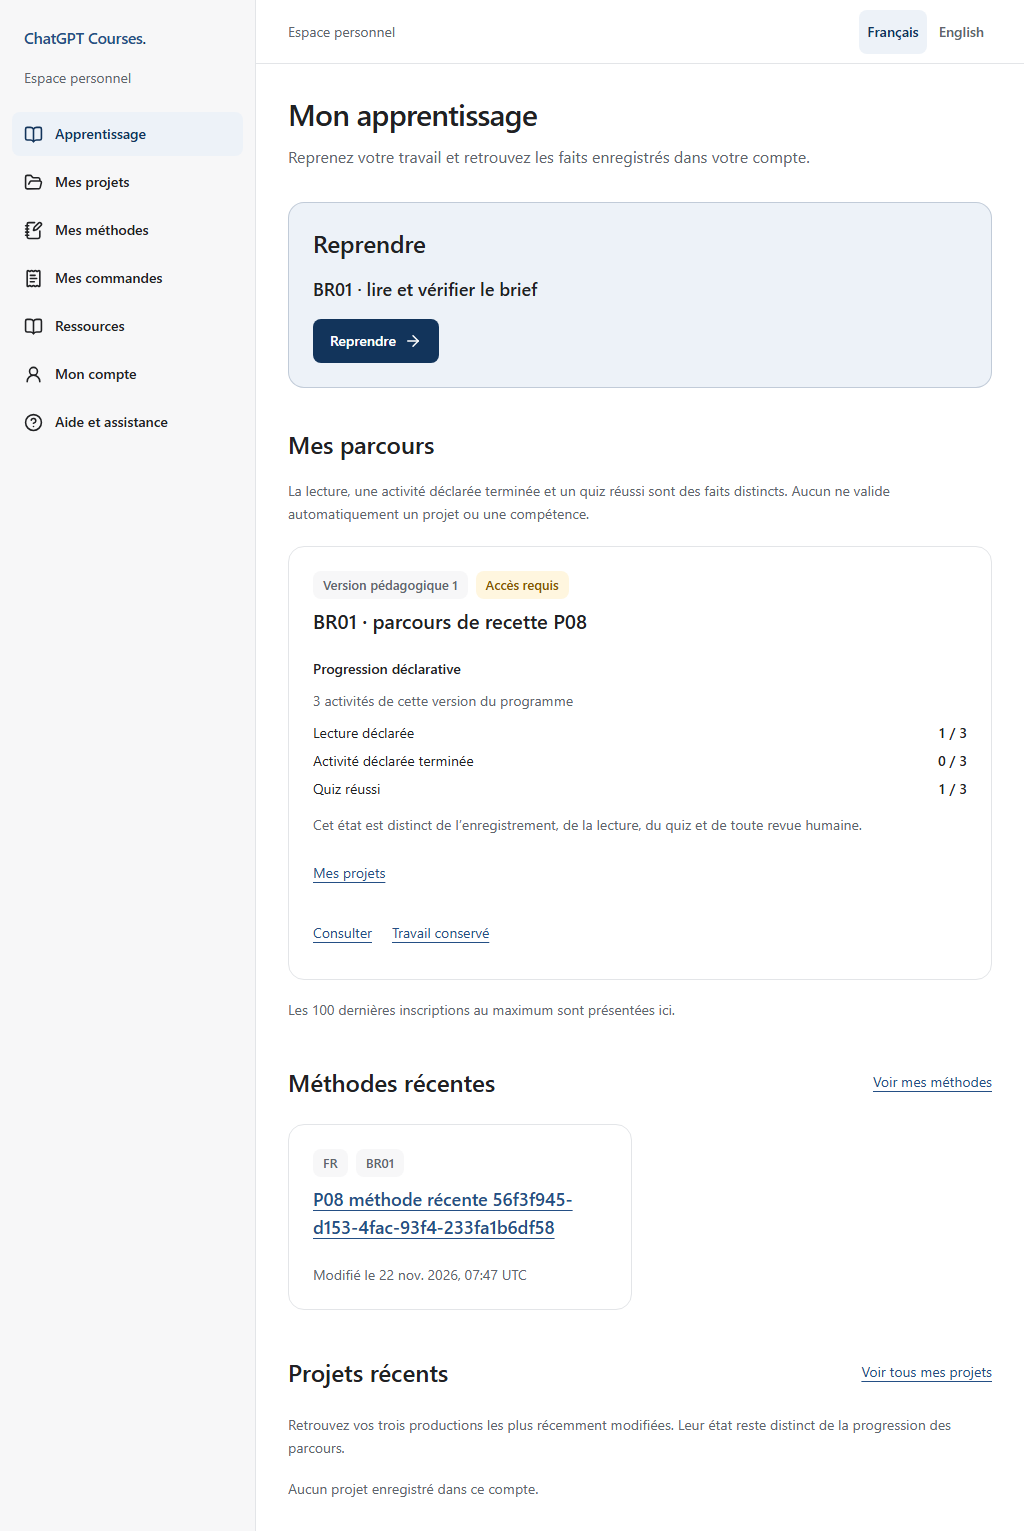 ChatGPT Courses.
Espace personnel
Apprentissage
Mes projets
Mes méthodes
Mes commandes
Ressources
Mon compte
Aide et assistance
Espace personnel
Français English
Mon apprentissage
Reprenez votre travail et retrouvez les faits enregistrés dans votre compte.
Reprendre
BR01 · lire et vérifier le brief
Reprendre →
Mes parcours
La lecture, une activité déclarée terminée et un quiz réussi sont des faits distincts. Aucun ne valide
automatiquement un projet ou une compétence.
Version pédagogique 1 Accès requis
BR01 · parcours de recette P08
Progression déclarative
3 activités de cette version du programme
Lecture déclarée 1 / 3
Activité déclarée terminée 0 / 3
Quiz réussi 1 / 3
Cet état est distinct de l’enregistrement, de la lecture, du quiz et de toute revue humaine.
Mes projets
Consulter Travail conservé
Les 100 dernières inscriptions au maximum sont présentées ici.
Méthodes récentes Voir mes méthodes
FR BR01
P08 méthode récente 56f3f945-
d153-4fac-93f4-233fa1b6df58
Modifié le 22 nov. 2026, 07:47 UTC
Projets récents Voir tous mes projets
Retrouvez vos trois productions les plus récemment modifiées. Leur état reste distinct de la progression des
parcours.
Aucun projet enregistré dans ce compte.